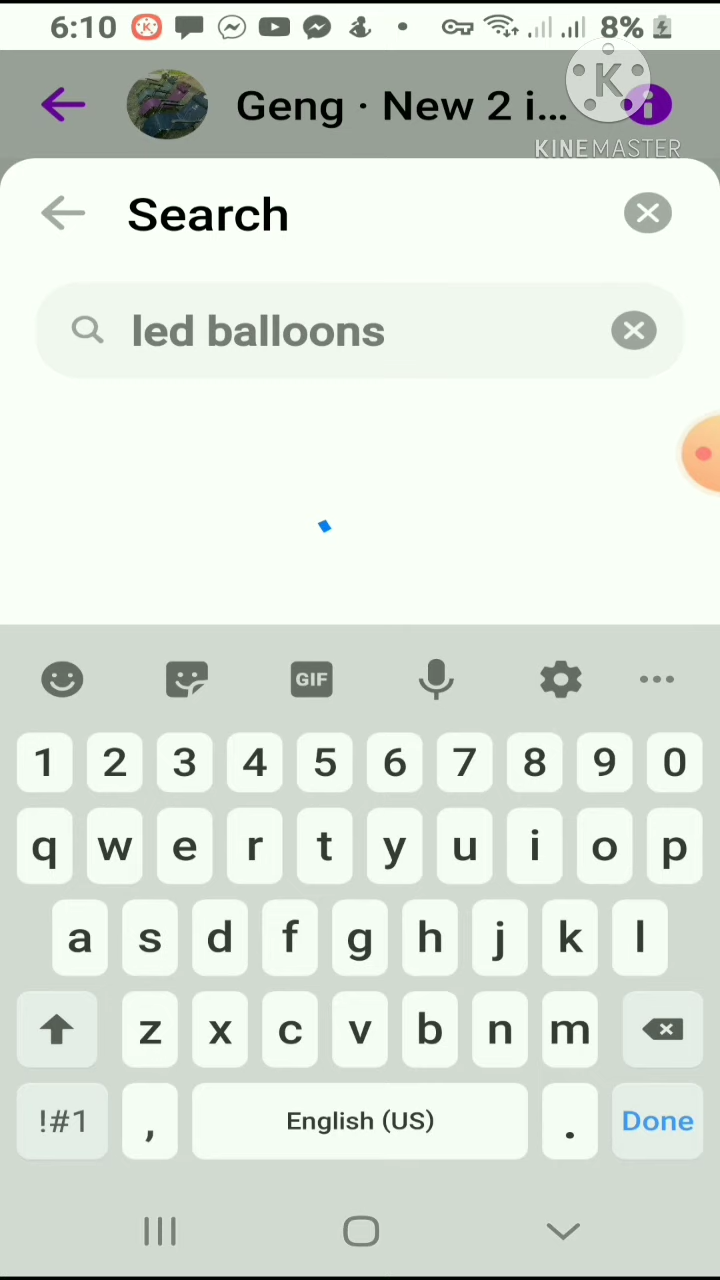 6:10 8%
Geng · New 2 i...
K
KINEMASTER
Search
led balloons
GIF
1 2 3 4 5 6 7 8 9 0
q w e r t y u i o p
a s d f g h j k l
z x c v b n m
!#1 , English (US) . Done